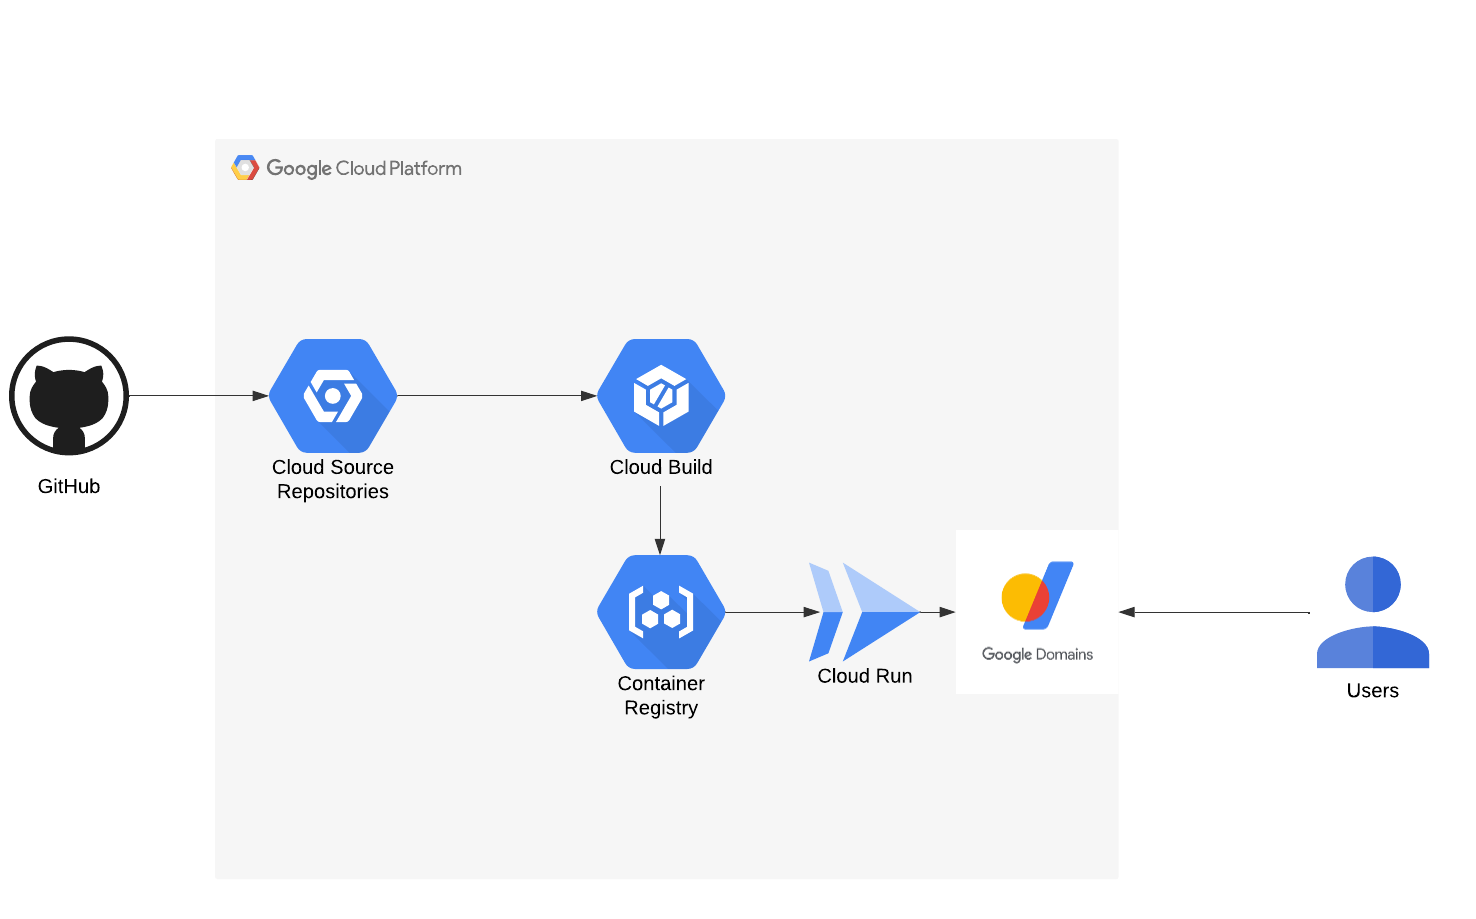 Google Cloud Platform
GitHub
Cloud Source
Repositories
Cloud Build
Container
Registry
Cloud Run
Google Domains
Users